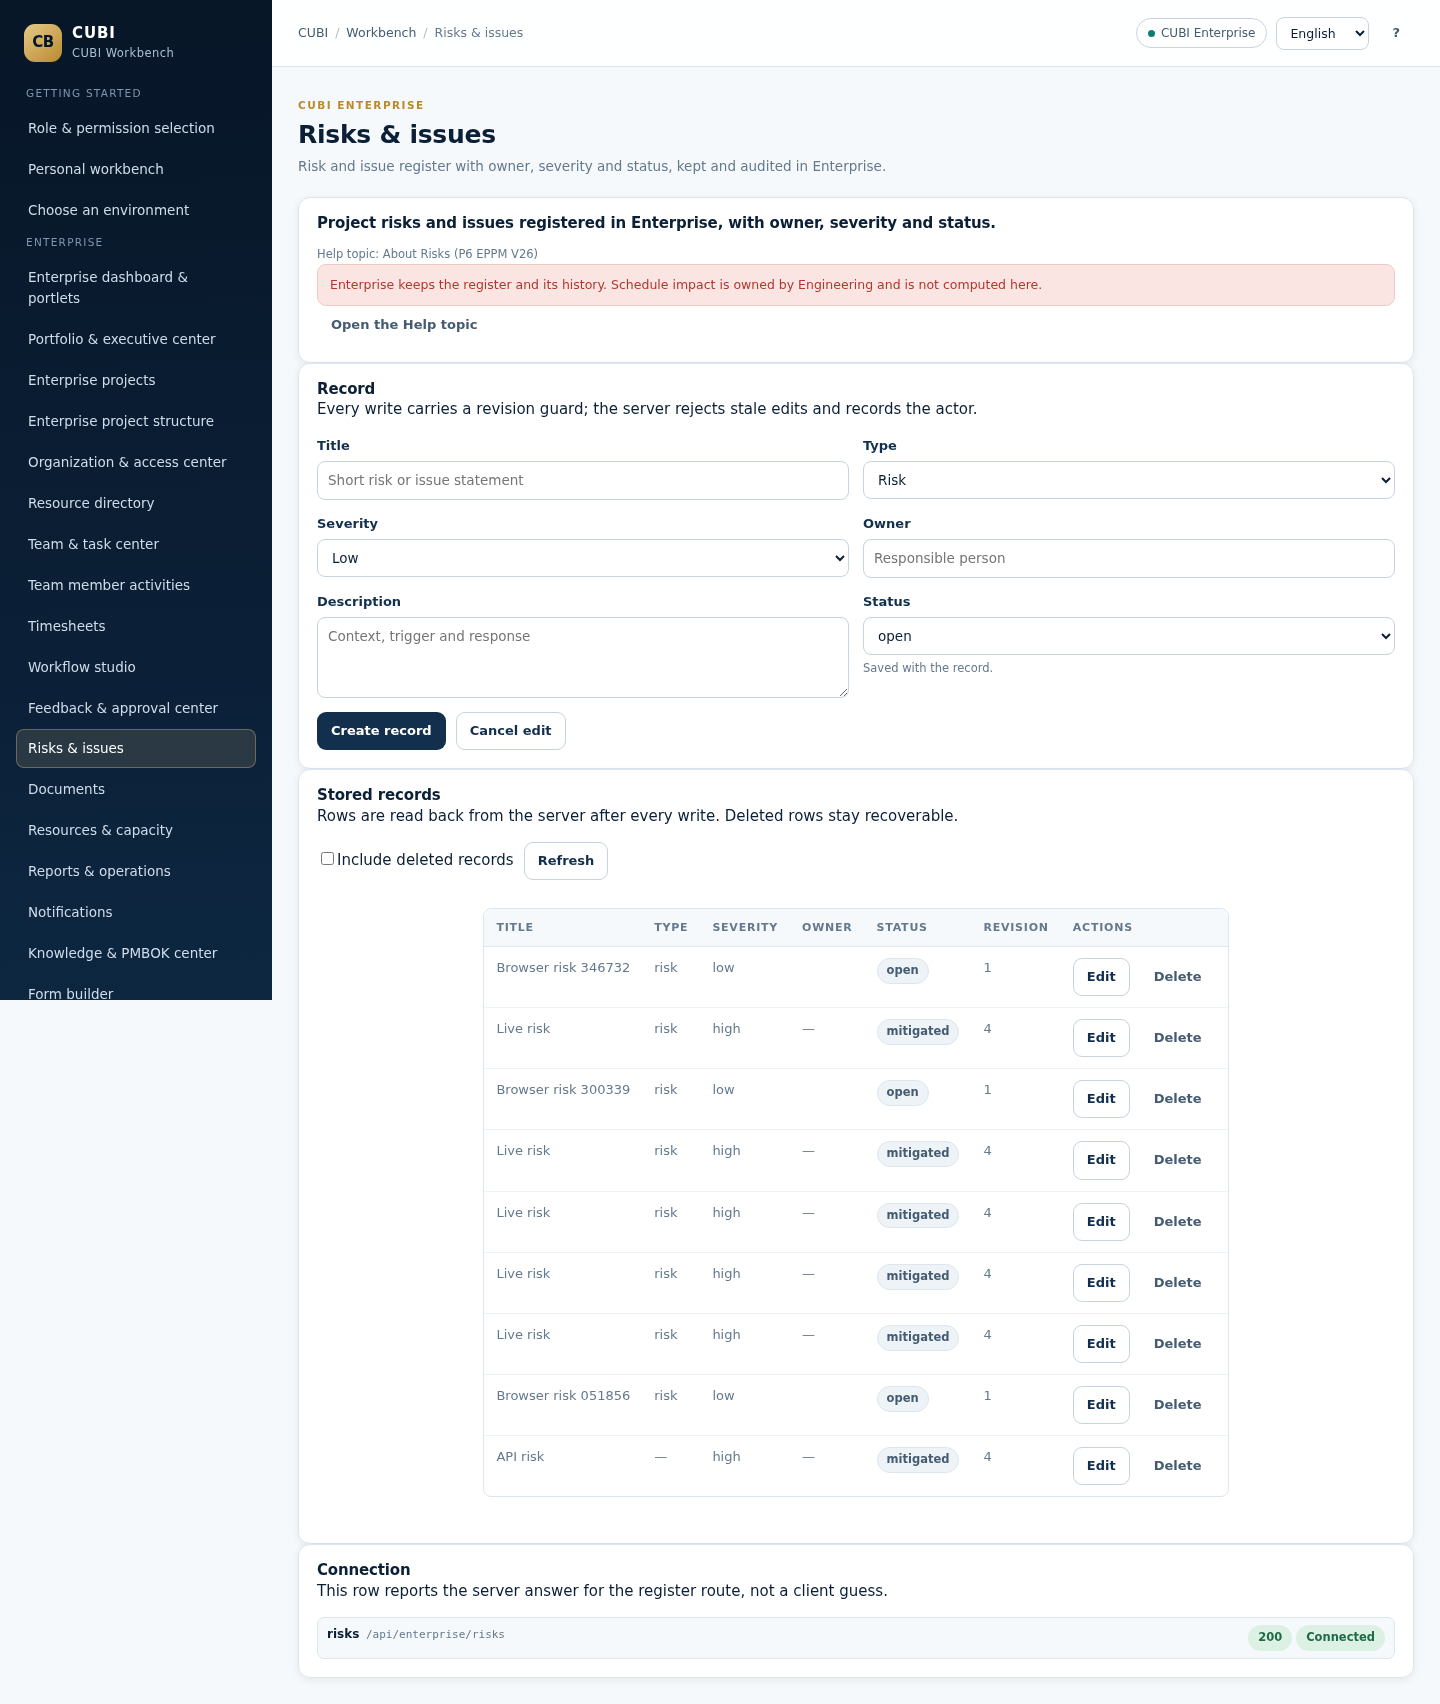 CB
CUBI
CUBI Workbench
GETTING STARTED
Role & permission selection
Personal workbench
Choose an environment
ENTERPRISE
Enterprise dashboard &
portlets
Portfolio & executive center
Enterprise projects
Enterprise project structure
Organization & access center
Resource directory
Team & task center
Team member activities
Timesheets
Workflow studio
Feedback & approval center
Risks & issues
Documents
Resources & capacity
Reports & operations
Notifications
Knowledge & PMBOK center
Form builder
CUBI / Workbench / Risks & issues
CUBI Enterprise English ?
CUBI ENTERPRISE
Risks & issues
Risk and issue register with owner, severity and status, kept and audited in Enterprise.
Project risks and issues registered in Enterprise, with owner, severity and status.
Help topic: About Risks (P6 EPPM V26)
Enterprise keeps the register and its history. Schedule impact is owned by Engineering and is not computed here.
Open the Help topic
Record
Every write carries a revision guard; the server rejects stale edits and records the actor.
Title Type
Short risk or issue statement Risk
Severity Owner
Low Responsible person
Description Status
Context, trigger and response open
Saved with the record.
Create record Cancel edit
Stored records
Rows are read back from the server after every write. Deleted rows stay recoverable.
Include deleted records Refresh
TITLE TYPE SEVERITY OWNER STATUS REVISION ACTIONS
Browser risk 346732 risk low open 1 Edit Delete
Live risk risk high — mitigated 4 Edit Delete
Browser risk 300339 risk low open 1 Edit Delete
Live risk risk high — mitigated 4 Edit Delete
Live risk risk high — mitigated 4 Edit Delete
Live risk risk high — mitigated 4 Edit Delete
Live risk risk high — mitigated 4 Edit Delete
Browser risk 051856 risk low open 1 Edit Delete
API risk — high — mitigated 4 Edit Delete
Connection
This row reports the server answer for the register route, not a client guess.
risks /api/enterprise/risks 200 Connected